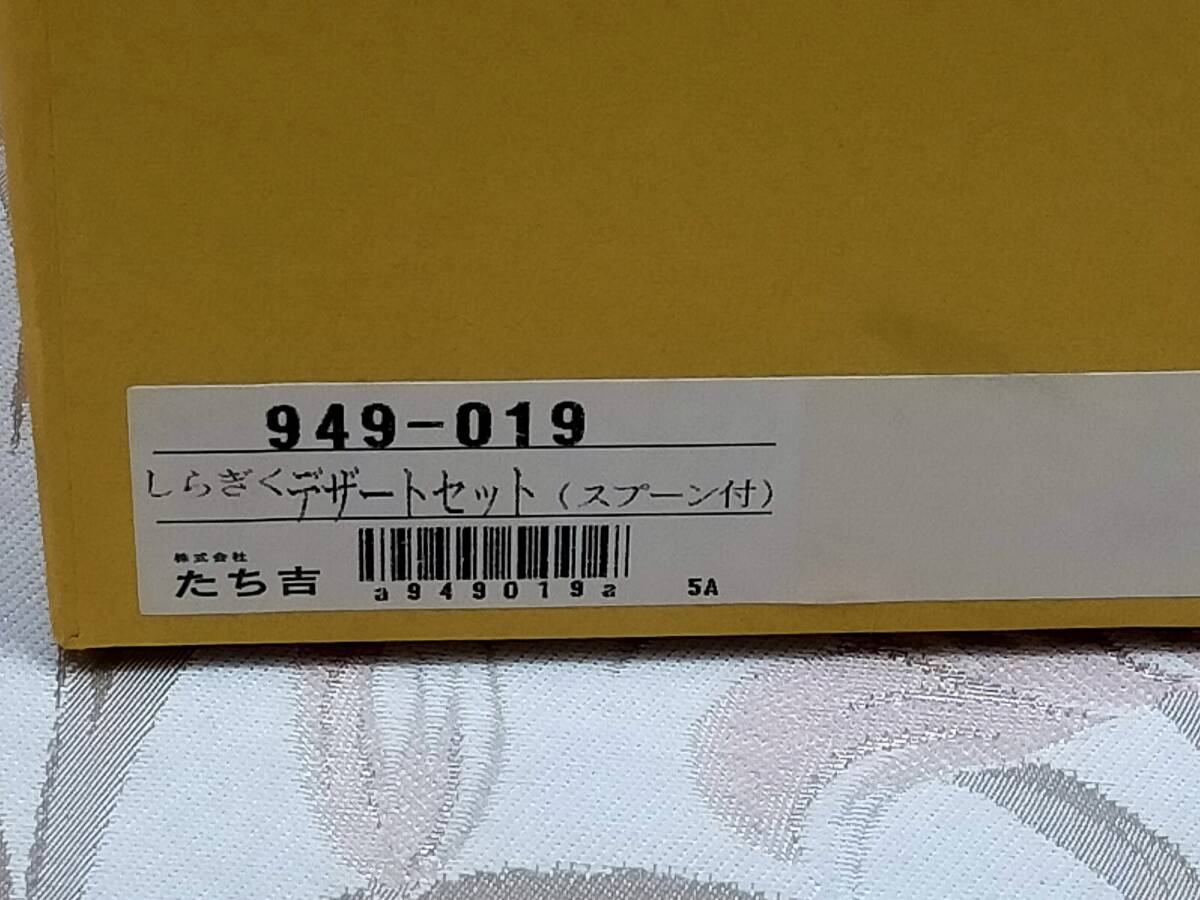 949-019
しらぎくデザートセット（スプーン付）
株式会社
たち吉
a949019a
5A